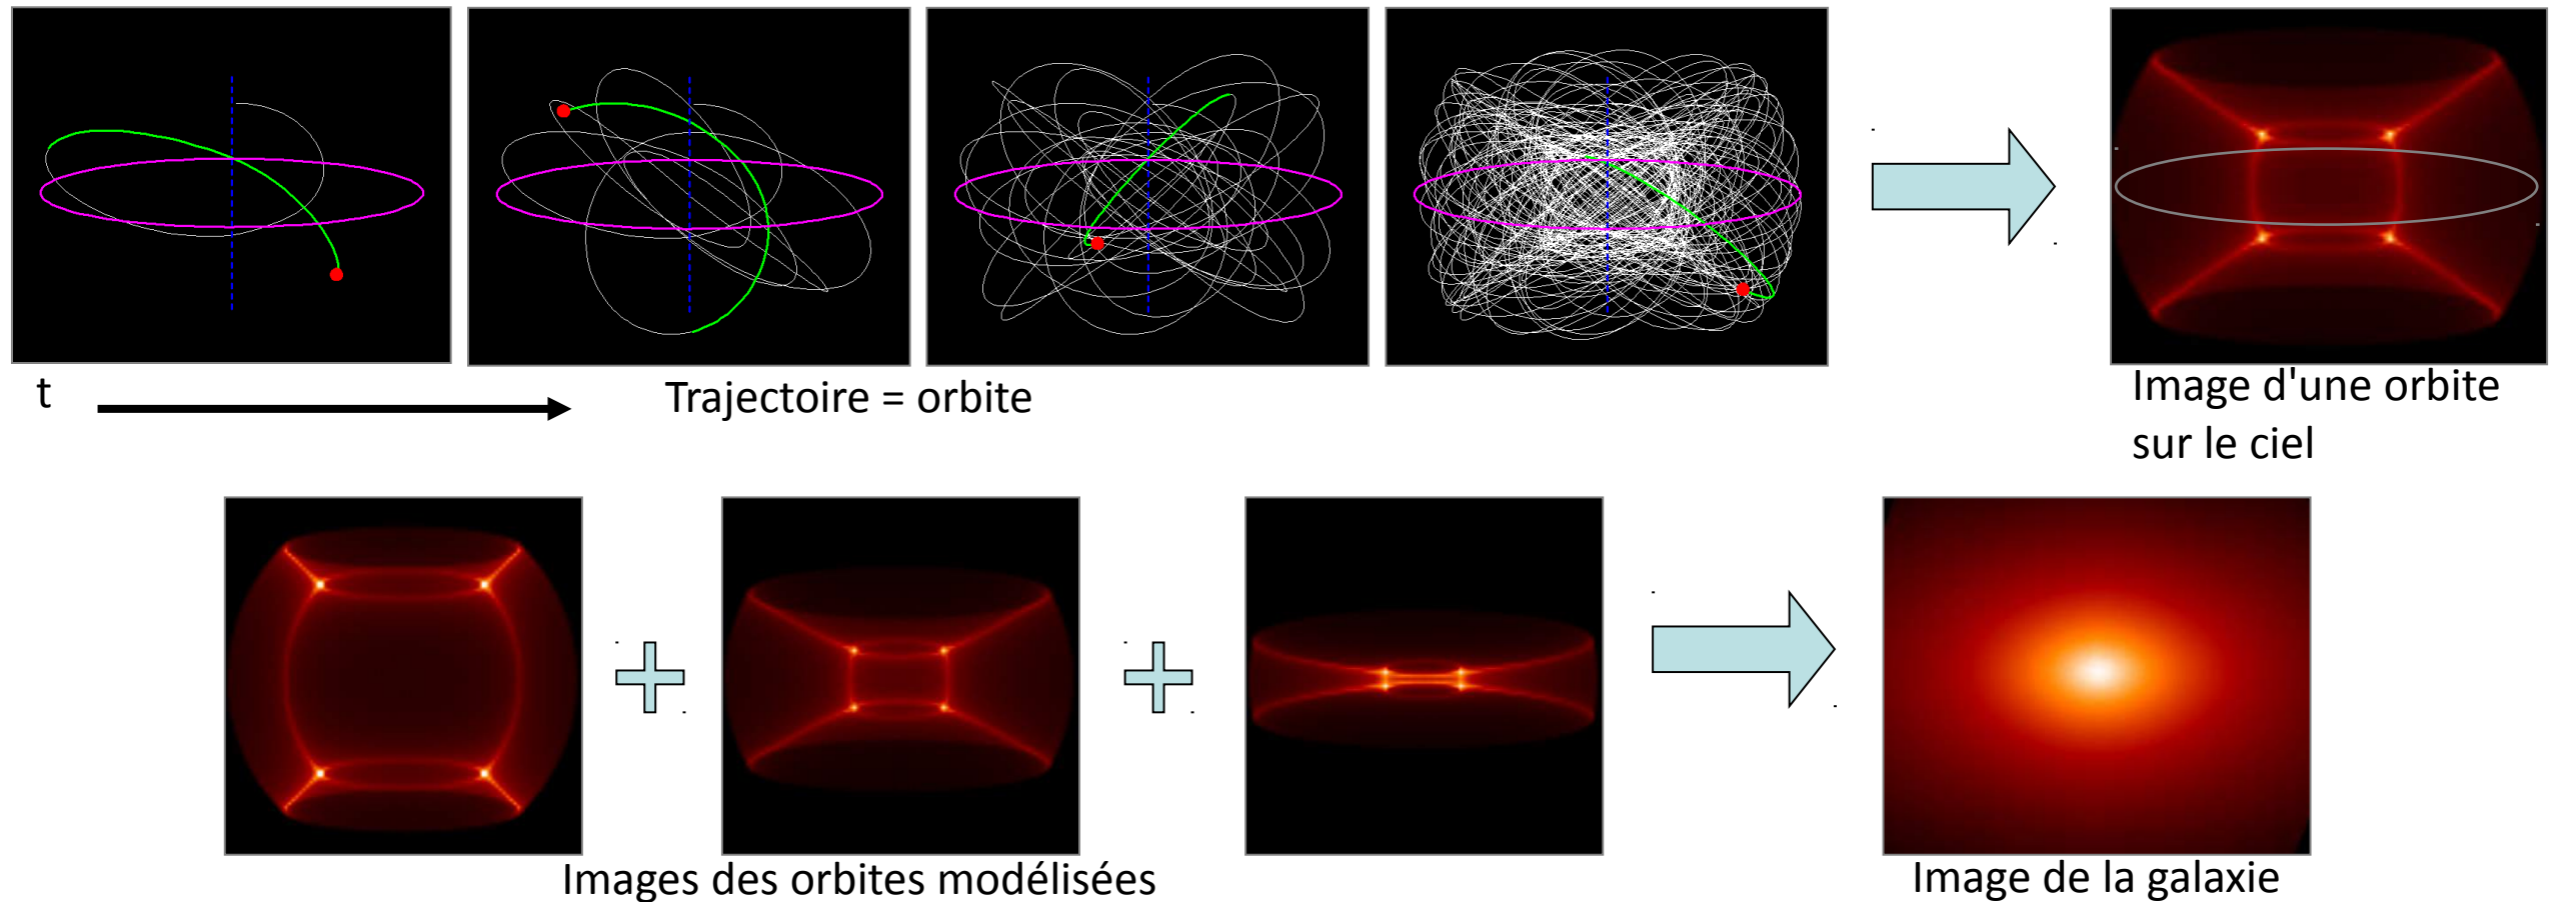 t
Trajectoire = orbite
Image d'une orbite
sur le ciel
Images des orbites modélisées
Image de la galaxie